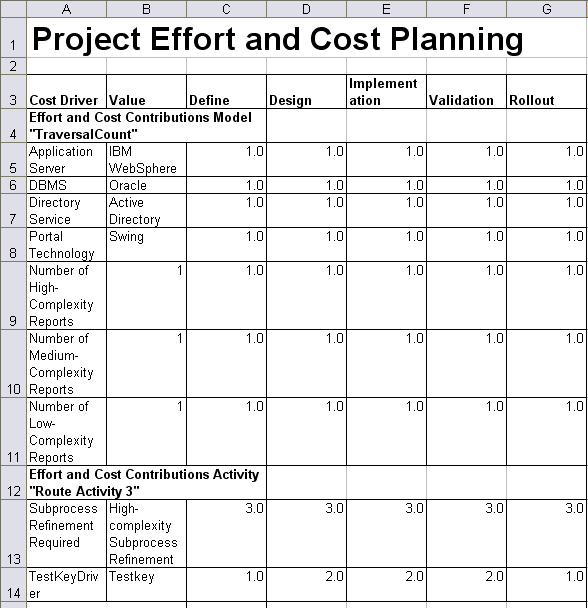 A B C D E F G
1 Project Effort and Cost Planning
2
3 Cost Driver Value Define Design Implement
ation Validation Rollout
4 Effort and Cost Contributions Model
"TraversalCount"
5 Application
Server IBM
WebSphere 1.0 1.0 1.0 1.0 1.0
6 DBMS Oracle 1.0 1.0 1.0 1.0 1.0
7 Directory
Service Active
Directory 1.0 1.0 1.0 1.0 1.0
8 Portal
Technology Swing 1.0 1.0 1.0 1.0 1.0
9 Number of
High-
Complexity
Reports 1 1.0 1.0 1.0 1.0 1.0
10 Number of
Medium-
Complexity
Reports 1 1.0 1.0 1.0 1.0 1.0
11 Number of
Low-
Complexity
Reports 1 1.0 1.0 1.0 1.0 1.0
12 Effort and Cost Contributions Activity
"Route Activity 3"
13 Subprocess
Refinement
Required High-
complexity
Subprocess
Refinement 3.0 3.0 3.0 3.0 3.0
14 TestKeyDriv
er Testkey 1.0 2.0 2.0 2.0 1.0